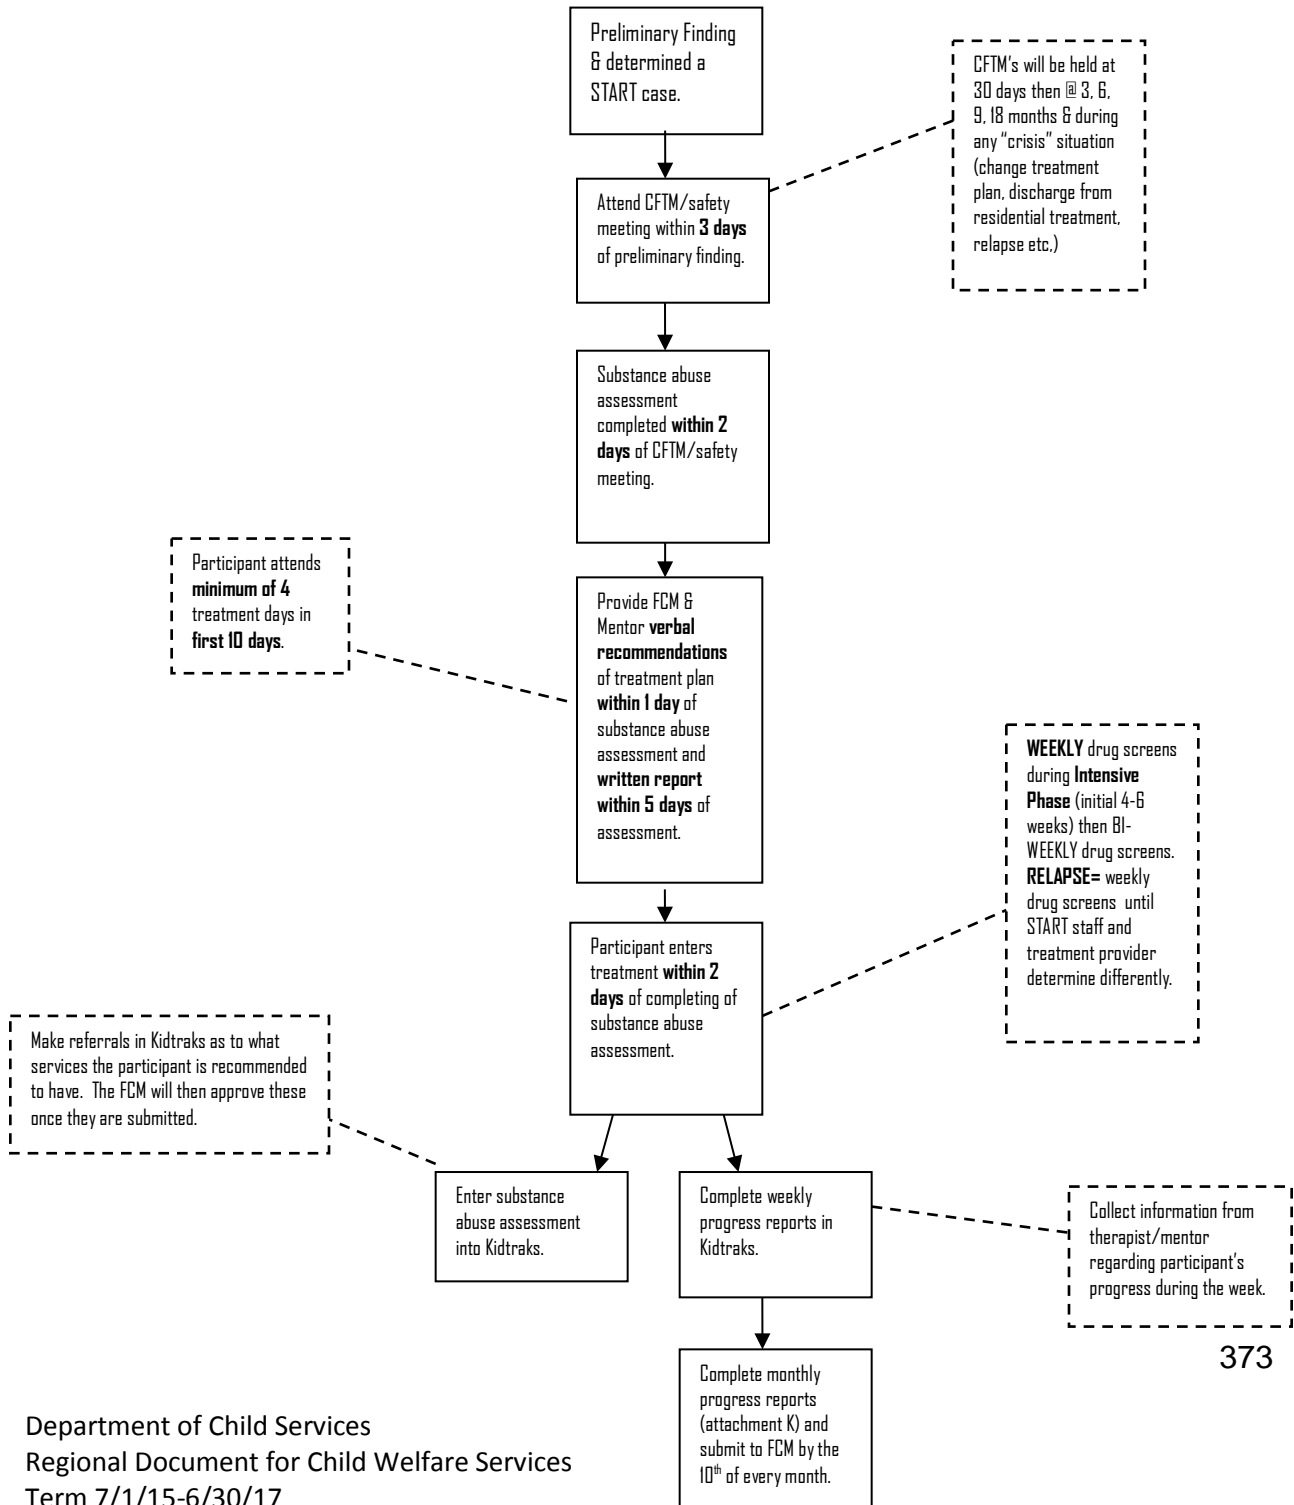 Preliminary Finding
& determined a
START case.
CFTM's will be held at
30 days then @ 3, 6,
9, 18 months & during
any “crisis” situation
(change treatment
plan, discharge from
residential treatment,
relapse etc,)
Attend CFTM/safety
meeting within 3 days
of preliminary finding.
Substance abuse
assessment
completed within 2
days of CFTM/safety
meeting.
Participant attends
minimum of 4
treatment days in
first 10 days.
Provide FCM &
Mentor verbal
recommendations
of treatment plan
within 1 day of
substance abuse
assessment and
written report
within 5 days of
assessment.
WEEKLY drug screens
during Intensive
Phase (initial 4-6
weeks) then BI-
WEEKLY drug screens.
RELAPSE= weekly
drug screens until
START staff and
treatment provider
determine differently.
Participant enters
treatment within 2
days of completing of
substance abuse
assessment.
Make referrals in Kidtraks as to what
services the participant is recommended
to have. The FCM will then approve these
once they are submitted.
Enter substance
abuse assessment
into Kidtraks.
Complete weekly
progress reports in
Kidtraks.
Collect information from
therapist/mentor
regarding participant's
progress during the week.
Complete monthly
progress reports
(attachment K) and
submit to FCM by the
10th of every month.
373
Department of Child Services
Regional Document for Child Welfare Services
Term 7/1/15-6/30/17